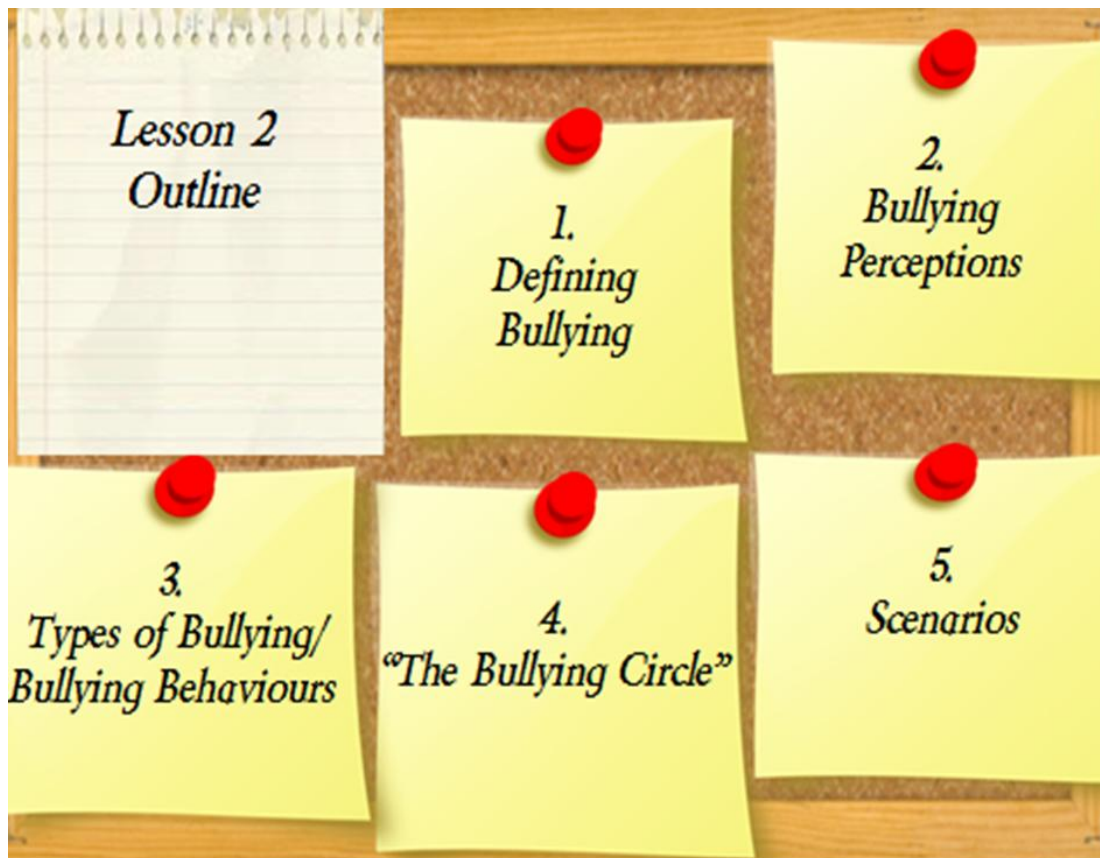 Lesson 2
Outline
1.
Defining
Bullying
2.
Bullying
Perceptions
3.
Types of Bullying/
Bullying Behaviours
4.
“The Bullying Circle”
5.
Scenarios